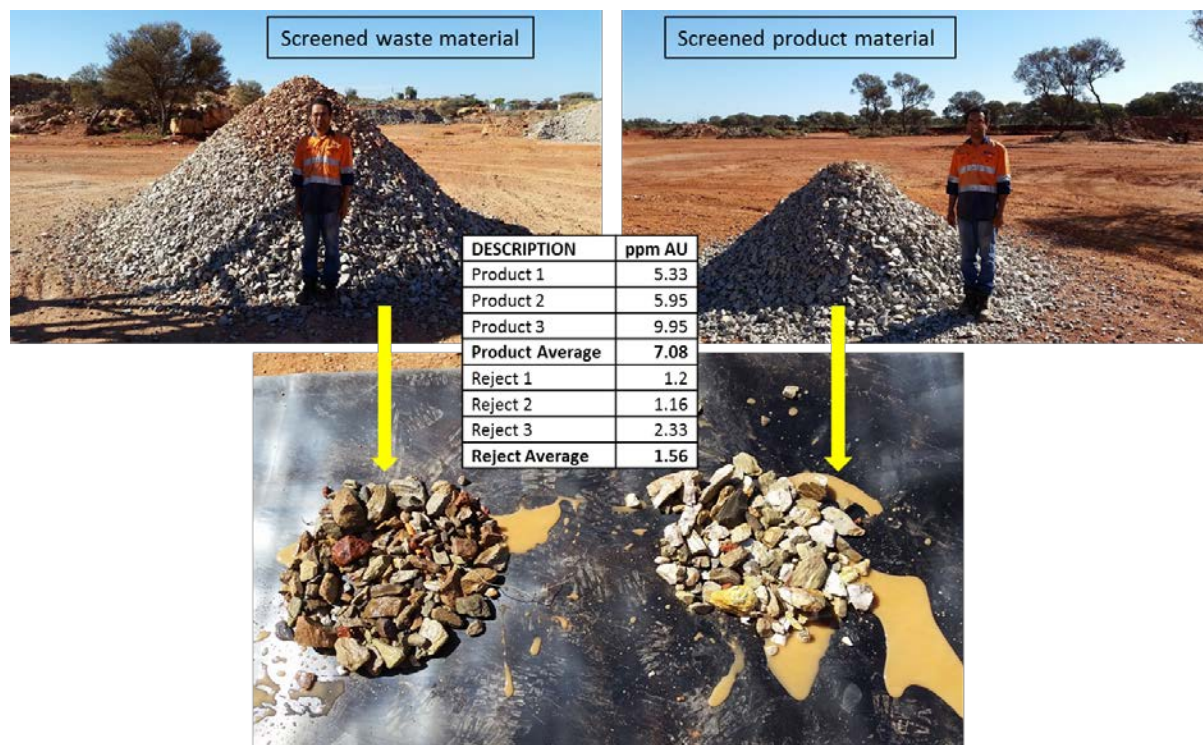 Screened waste material
Screened product material
DESCRIPTION ppm AU
Product 1 5.33
Product 2 5.95
Product 3 9.95
Product Average 7.08
Reject 1 1.2
Reject 2 1.16
Reject 3 2.33
Reject Average 1.56